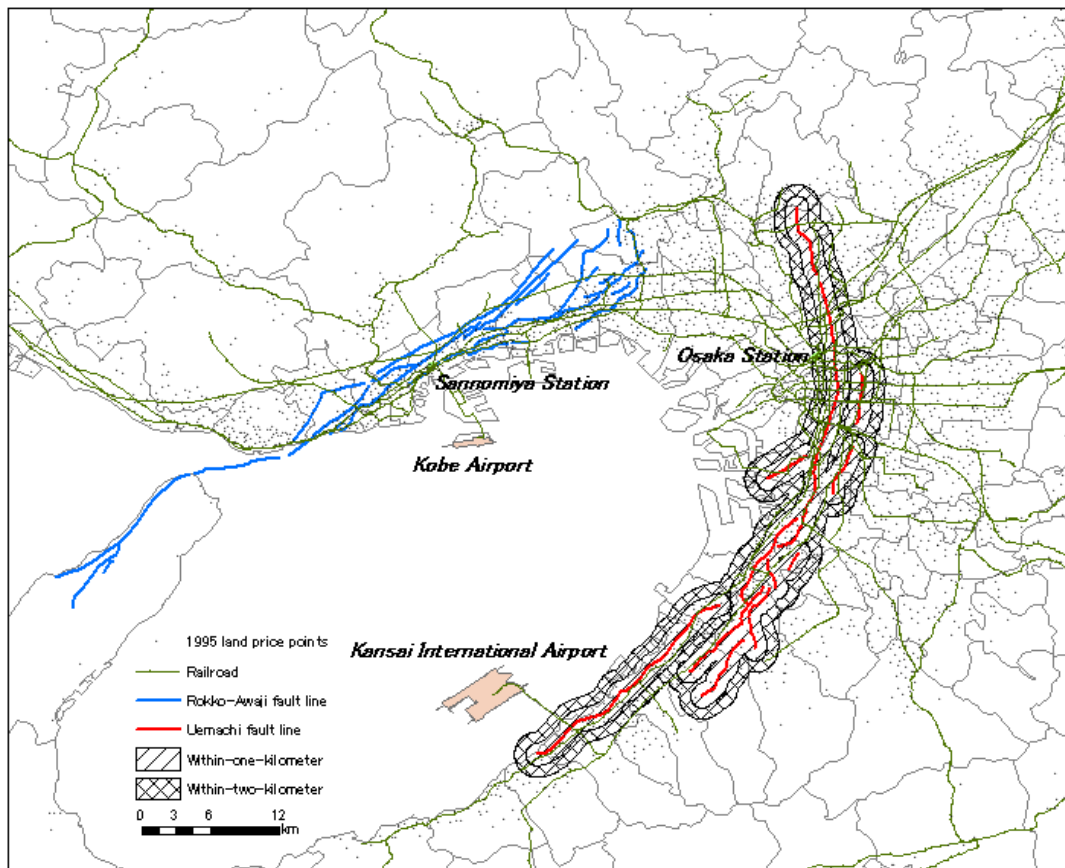 Osaka Station
Sannomiya Station
Kobe Airport
Kansai International Airport
1995 land price points
Railroad
Rokko-Awaji fault line
Uemachi fault line
Within-one-kilometer
Within-two-kilometer
0 3 6 12
km